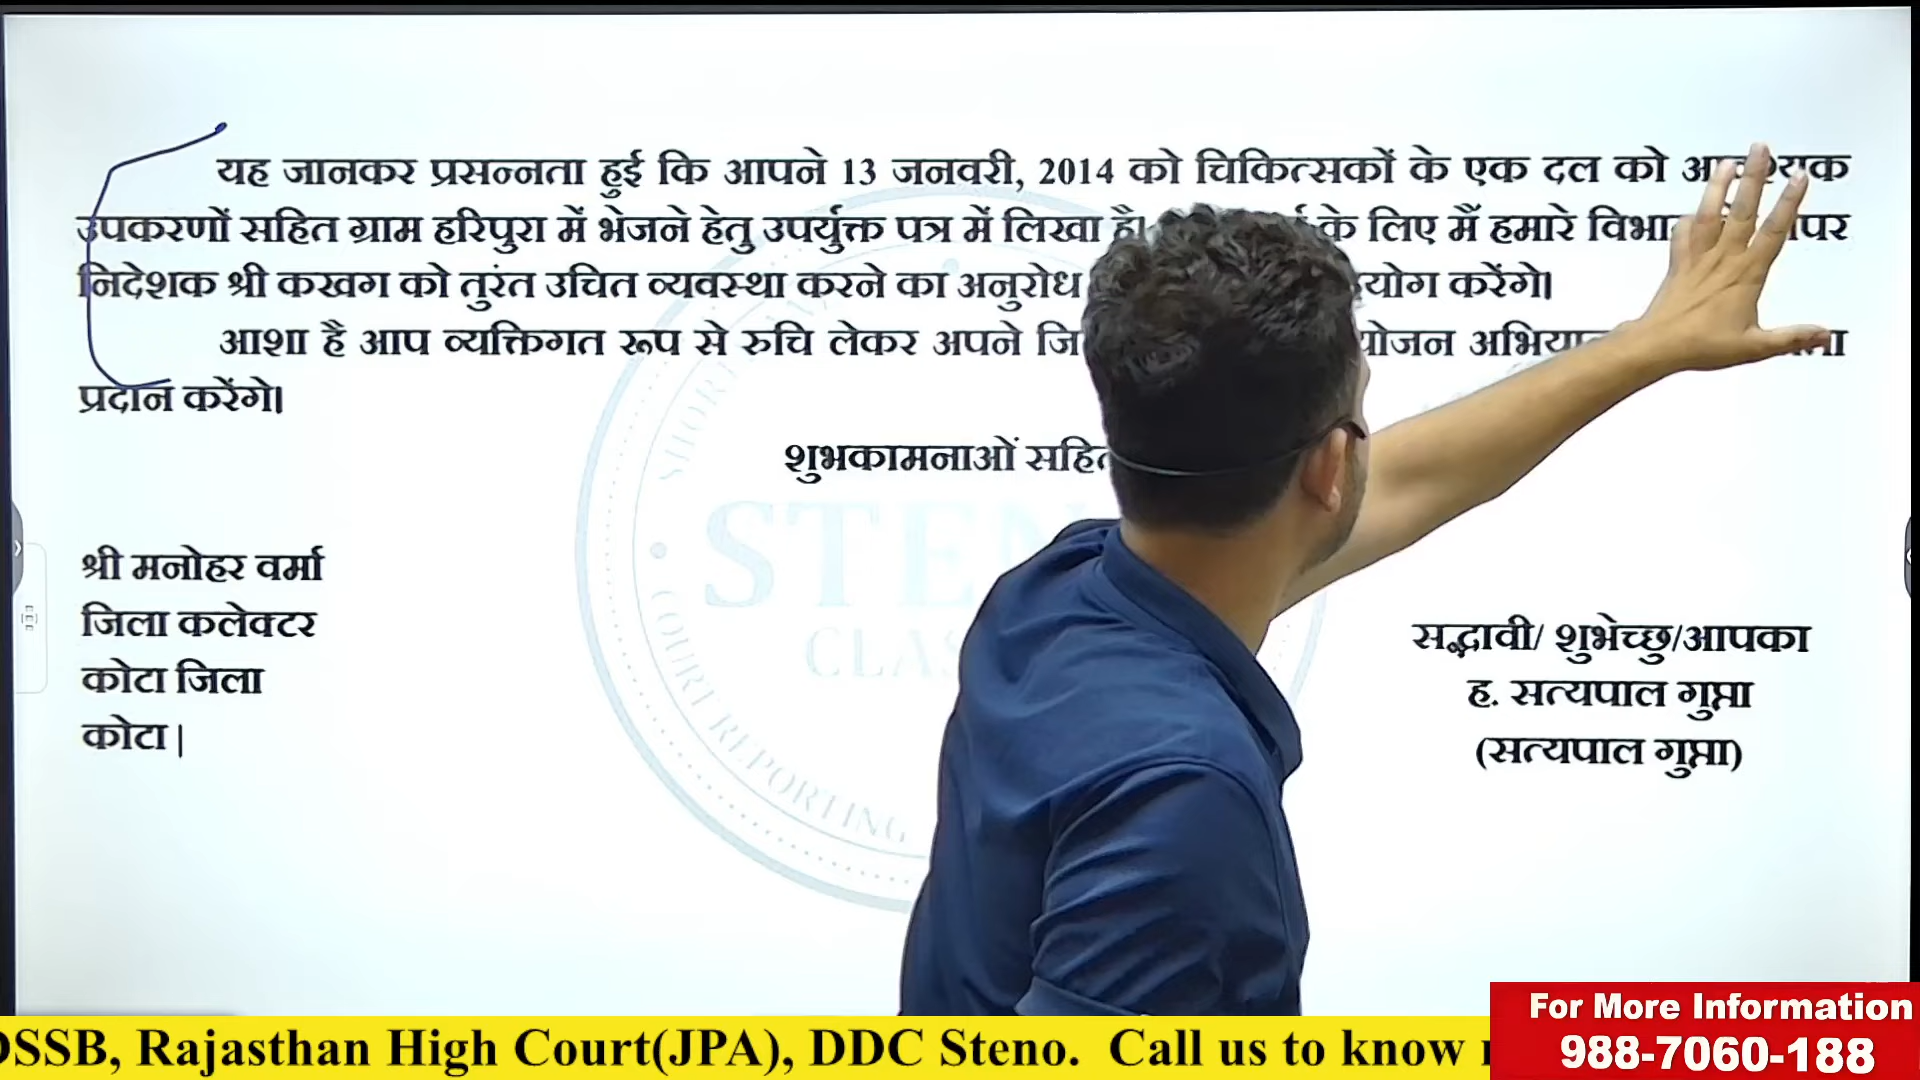 यह जानकर प्रसन्नता हुई कि आपने 13 जनवरी, 2014 को चिकित्सकों के एक दल को
उपकरणों सहित ग्राम हरिपुरा में भेजने हेतु उपर्युक्त पत्र में लिखा है। के लिए मैं हमारे
निदेशक श्री कखग को तुरंत उचित व्यवस्था करने का अनुरोध करेंगे।
आशा है आप व्यक्तिगत रूप से रुचि लेकर अपने
प्रदान करेंगे।
शुभकामनाओं सहित
श्री मनोहर वर्मा
जिला कलेक्टर
कोटा जिला
कोटा |
सद्भावी/ शुभेच्छु/आपका
ह. सत्यपाल गुप्ता
(सत्यपाल गुप्ता)
COURT REPORTING
Rajasthan High Court(JPA), DDC Steno. Call us to know
For More Information
988-7060-188